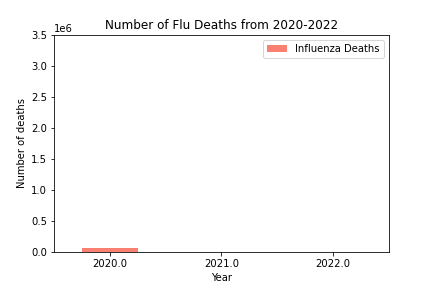 Number of Flu Deaths from 2020-2022
1e6
Influenza Deaths
3.5
3.0
2.5
2.0
1.5
1.0
0.5
0.0
Number of deaths
2020.0 2021.0 2022.0
Year